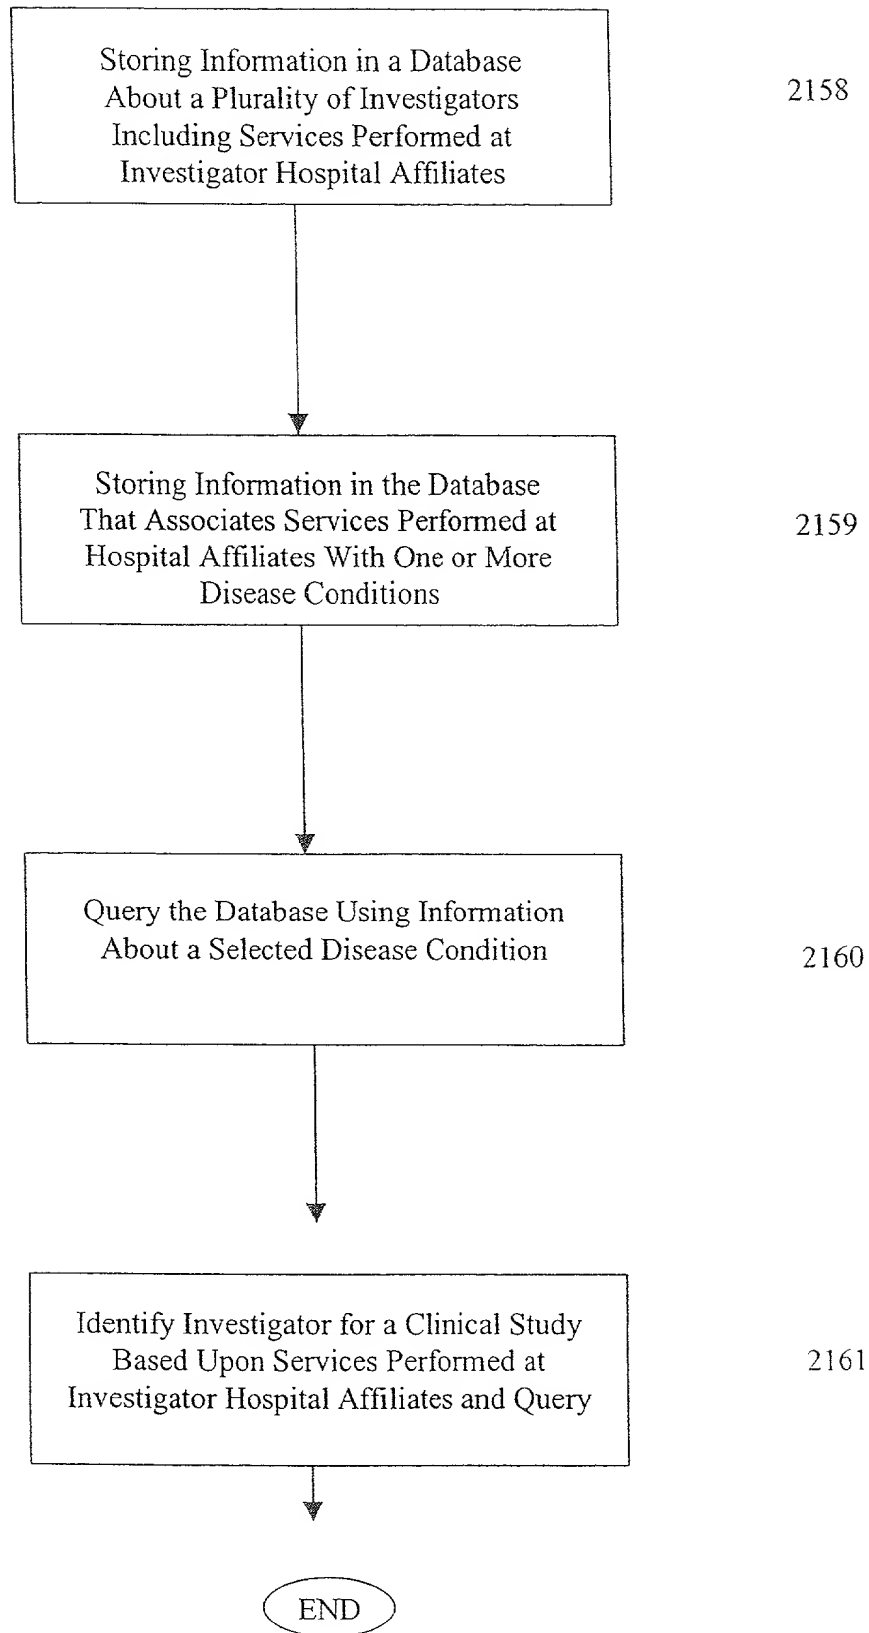 Storing Information in a Database
About a Plurality of Investigators
Including Services Performed at
Investigator Hospital Affiliates
2158
Storing Information in the Database
That Associates Services Performed at
Hospital Affiliates With One or More
Disease Conditions
2159
Query the Database Using Information
About a Selected Disease Condition
2160
Identify Investigator for a Clinical Study
Based Upon Services Performed at
Investigator Hospital Affiliates and Query
2161
END